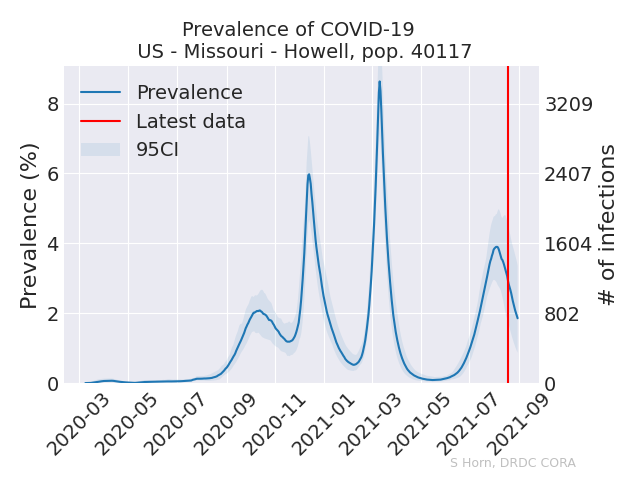 Prevalence of COVID-19
US - Missouri - Howell, pop. 40117
Prevalence (%)
8
6
4
2
0
Prevalence
Latest data
95CI
3209
2407
1604
802
0
# of infections
2020-03
2020-05
2020-07
2020-09
2020-11
2021-01
2021-03
2021-05
2021-07
2021-09
S Horn, DRDC CORA